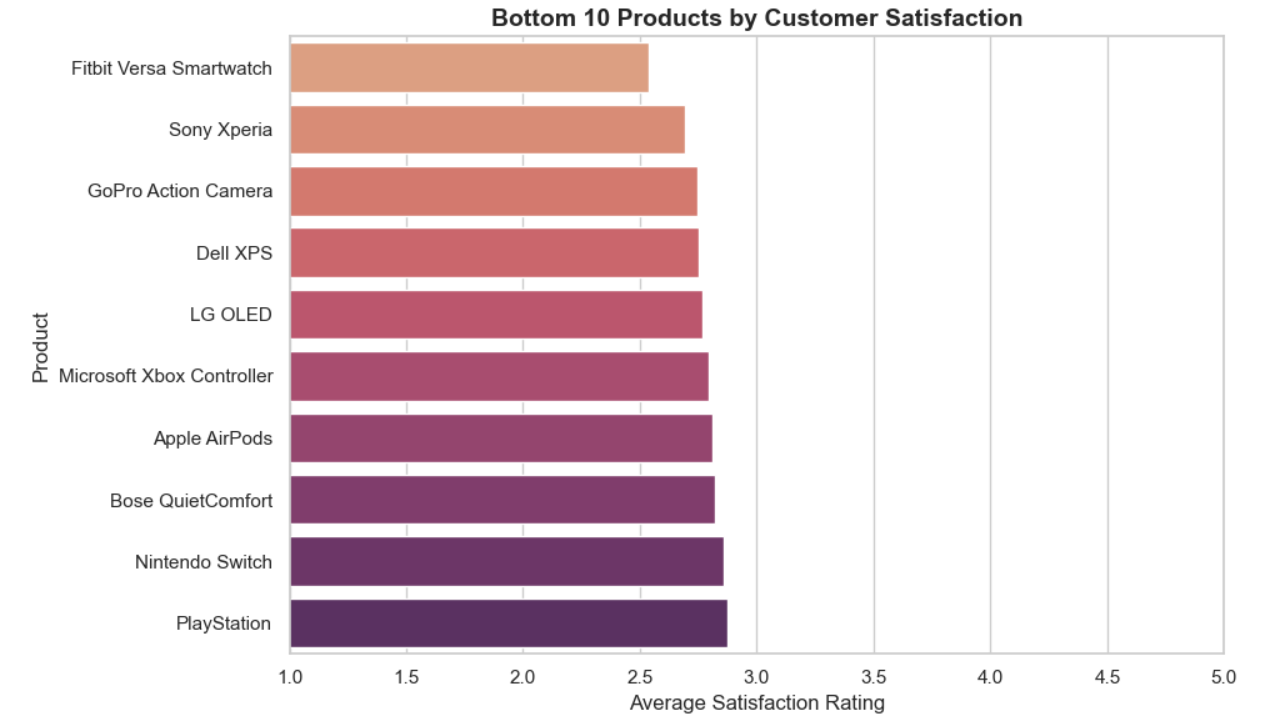 Bottom 10 Products by Customer Satisfaction
Fitbit Versa Smartwatch
Sony Xperia
GoPro Action Camera
Dell XPS
LG OLED
Microsoft Xbox Controller
Apple AirPods
Bose QuietComfort
Nintendo Switch
PlayStation
Product
1.0 1.5 2.0 2.5 3.0 3.5 4.0 4.5 5.0
Average Satisfaction Rating